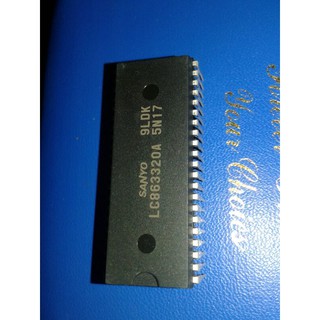 SANYO 9LDK
LC863320A 5N17
Your Choice